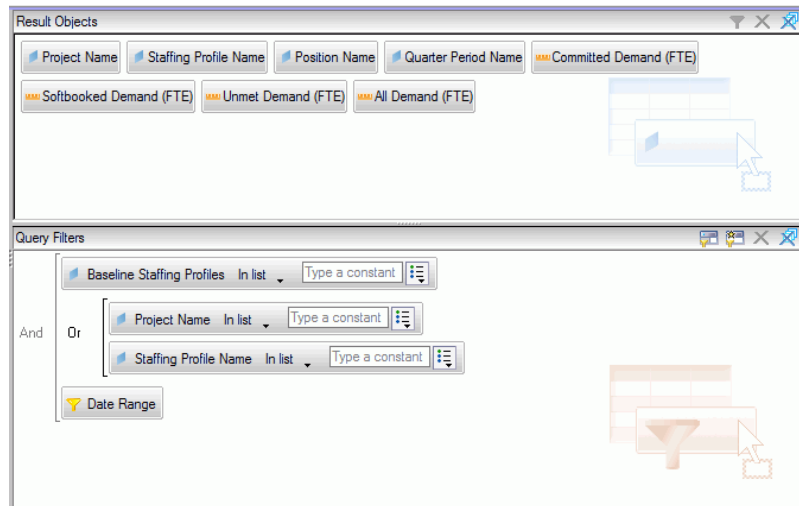 Result Objects
Project Name Staffing Profile Name Position Name Quarter Period Name Committed Demand (FTE)
Softbooked Demand (FTE) Unmet Demand (FTE) All Demand (FTE)
Query Filters
Baseline Staffing Profiles In list Type a constant
And Or Project Name In list Type a constant
Staffing Profile Name In list Type a constant
Date Range